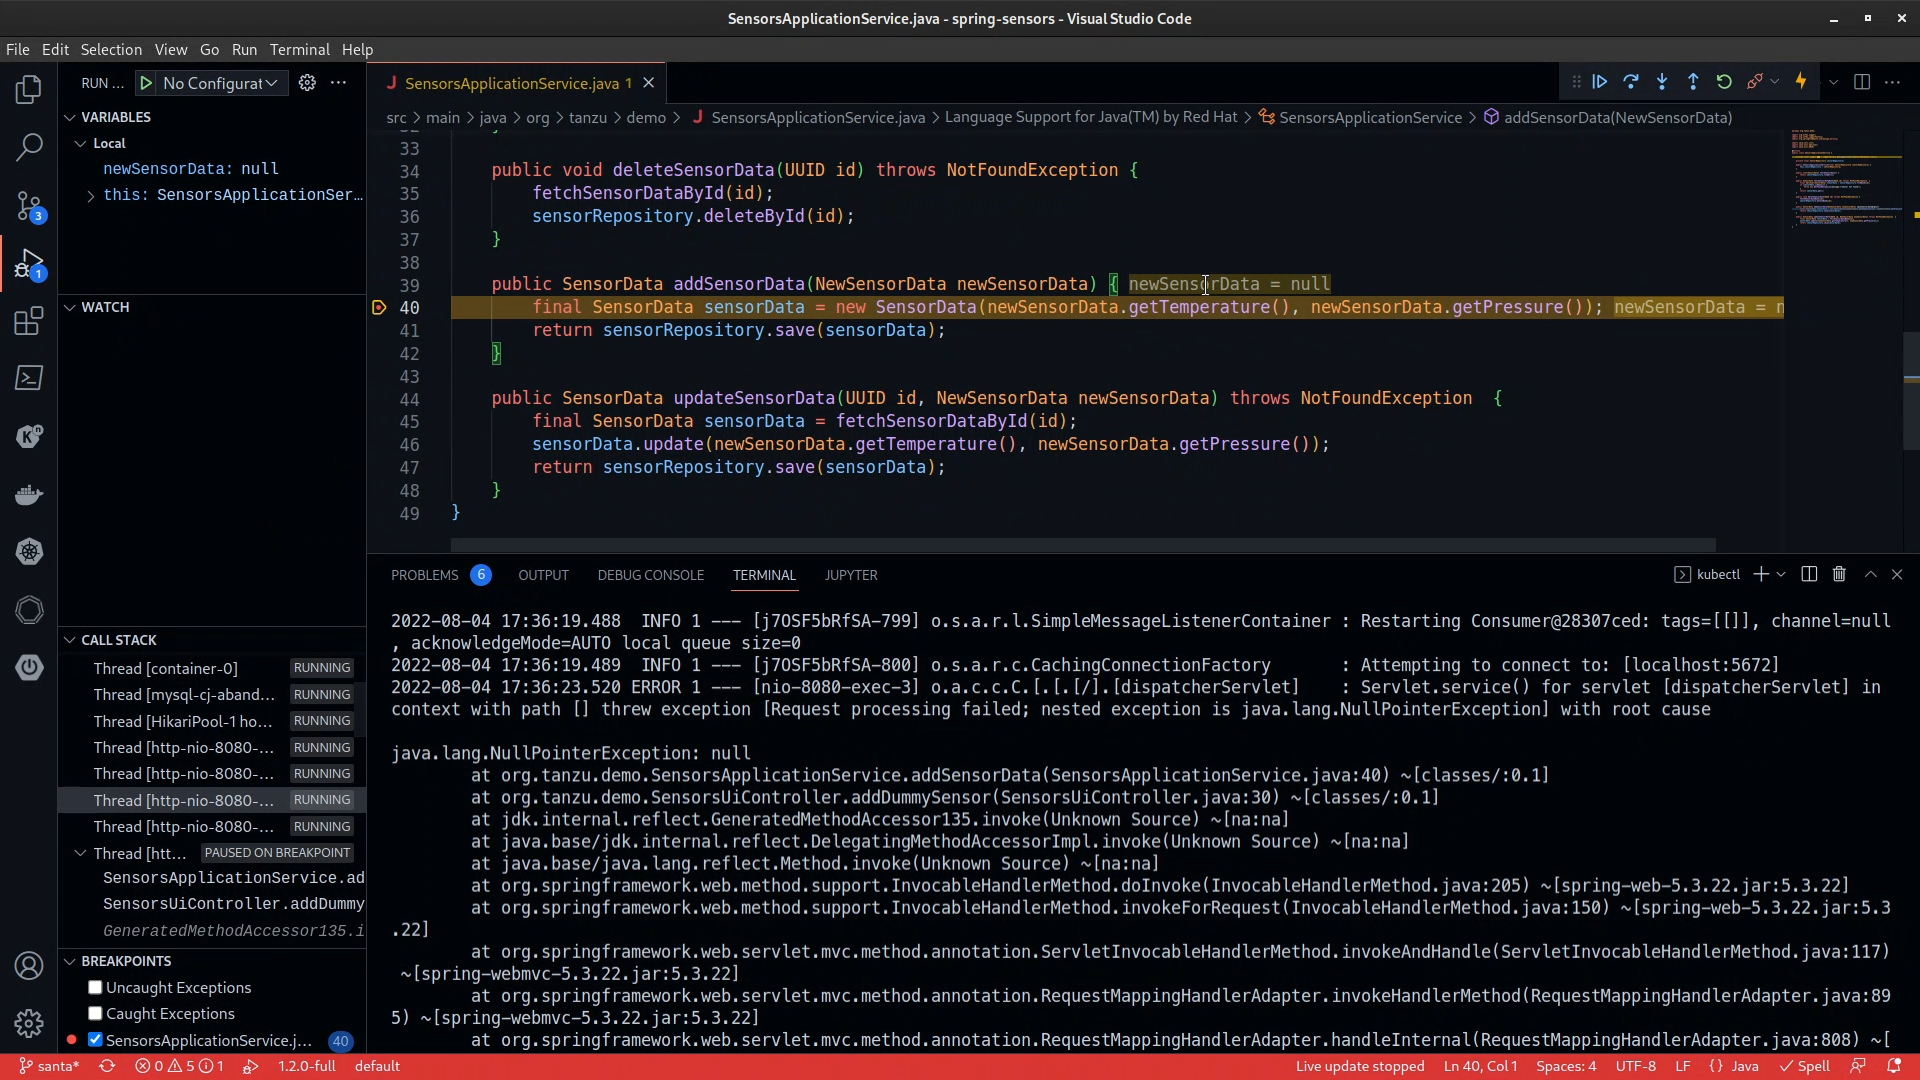 SensorsApplicationService.java - spring-sensors - Visual Studio Code
File Edit Selection View Go Run Terminal Help
RUN ... No Configurat
SensorsApplicationService.java 1
VARIABLES
Local
newSensorData: null
this: SensorsApplicationSer...
WATCH
CALL STACK
Thread [container-0] RUNNING
Thread [mysql-cj-aband... RUNNING
Thread [HikariPool-1 ho... RUNNING
Thread [http-nio-8080-... RUNNING
Thread [http-nio-8080-... RUNNING
Thread [http-nio-8080-... RUNNING
Thread [http-nio-8080-... RUNNING
Thread [htt... PAUSED ON BREAKPOINT
SensorsApplicationService.ad
SensorsUiController.addDummy
GeneratedMethodAccessor135.i
BREAKPOINTS
Uncaught Exceptions
Caught Exceptions
SensorsApplicationService.j... 40
3
1
src > main > java > org > tanzu > demo > SensorsApplicationService.java > Language Support for Java(TM) by Red Hat > SensorsApplicationService > addSensorData(NewSensorData)
33
34 public void deleteSensorData(UUID id) throws NotFoundException {
35 fetchSensorDataById(id);
36 sensorRepository.deleteById(id);
37 }
38
39 public SensorData addSensorData(NewSensorData newSensorData) { newSensorData = null
40 final SensorData sensorData = new SensorData(newSensorData.getTemperature(), newSensorData.getPressure()); newSensorData = n
41 return sensorRepository.save(sensorData);
42 }
43
44 public SensorData updateSensorData(UUID id, NewSensorData newSensorData) throws NotFoundException {
45 final SensorData sensorData = fetchSensorDataById(id);
46 sensorData.update(newSensorData.getTemperature(), newSensorData.getPressure());
47 return sensorRepository.save(sensorData);
48 }
49 }
PROBLEMS 6 OUTPUT DEBUG CONSOLE TERMINAL JUPYTER kubectl
2022-08-04 17:36:19.488 INFO 1 --- [j7OSF5bRfSA-799] o.s.a.r.l.SimpleMessageListenerContainer : Restarting Consumer@28307ced: tags=[[]], channel=null
, acknowledgeMode=AUTO local queue size=0
2022-08-04 17:36:19.489 INFO 1 --- [j7OSF5bRfSA-800] o.s.a.r.c.CachingConnectionFactory : Attempting to connect to: [localhost:5672]
2022-08-04 17:36:23.520 ERROR 1 --- [nio-8080-exec-3] o.a.c.c.C.[.[.[/].[dispatcherServlet] : Servlet.service() for servlet [dispatcherServlet] in
context with path [] threw exception [Request processing failed; nested exception is java.lang.NullPointerException] with root cause
java.lang.NullPointerException: null
at org.tanzu.demo.SensorsApplicationService.addSensorData(SensorsApplicationService.java:40) ~[classes/:0.1]
at org.tanzu.demo.SensorsUiController.addDummySensor(SensorsUiController.java:30) ~[classes/:0.1]
at jdk.internal.reflect.GeneratedMethodAccessor135.invoke(Unknown Source) ~[na:na]
at java.base/jdk.internal.reflect.DelegatingMethodAccessorImpl.invoke(Unknown Source) ~[na:na]
at java.base/java.lang.reflect.Method.invoke(Unknown Source) ~[na:na]
at org.springframework.web.method.support.InvocableHandlerMethod.doInvoke(InvocableHandlerMethod.java:205) ~[spring-web-5.3.22.jar:5.3.22]
at org.springframework.web.method.support.InvocableHandlerMethod.invokeForRequest(InvocableHandlerMethod.java:150) ~[spring-web-5.3.22.jar:5.3
.22]
at org.springframework.web.servlet.mvc.method.annotation.ServletInvocableHandlerMethod.invokeAndHandle(ServletInvocableHandlerMethod.java:117)
~[spring-webmvc-5.3.22.jar:5.3.22]
at org.springframework.web.servlet.mvc.method.annotation.RequestMappingHandlerAdapter.invokeHandlerMethod(RequestMappingHandlerAdapter.java:89
5) ~[spring-webmvc-5.3.22.jar:5.3.22]
at org.springframework.web.servlet.mvc.method.annotation.RequestMappingHandlerAdapter.handleInternal(RequestMappingHandlerAdapter.java:808) ~[
santa* 0 5 1 1.2.0-full default Live update stopped Ln 40, Col 1 Spaces: 4 UTF-8 LF {} Java Spell